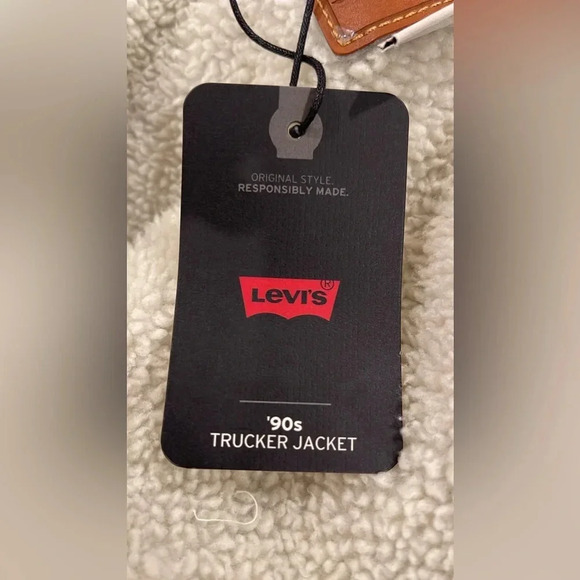 ORIGINAL STYLE.
RESPONSIBLY MADE.
LEVI'S®
'90s
TRUCKER JACKET